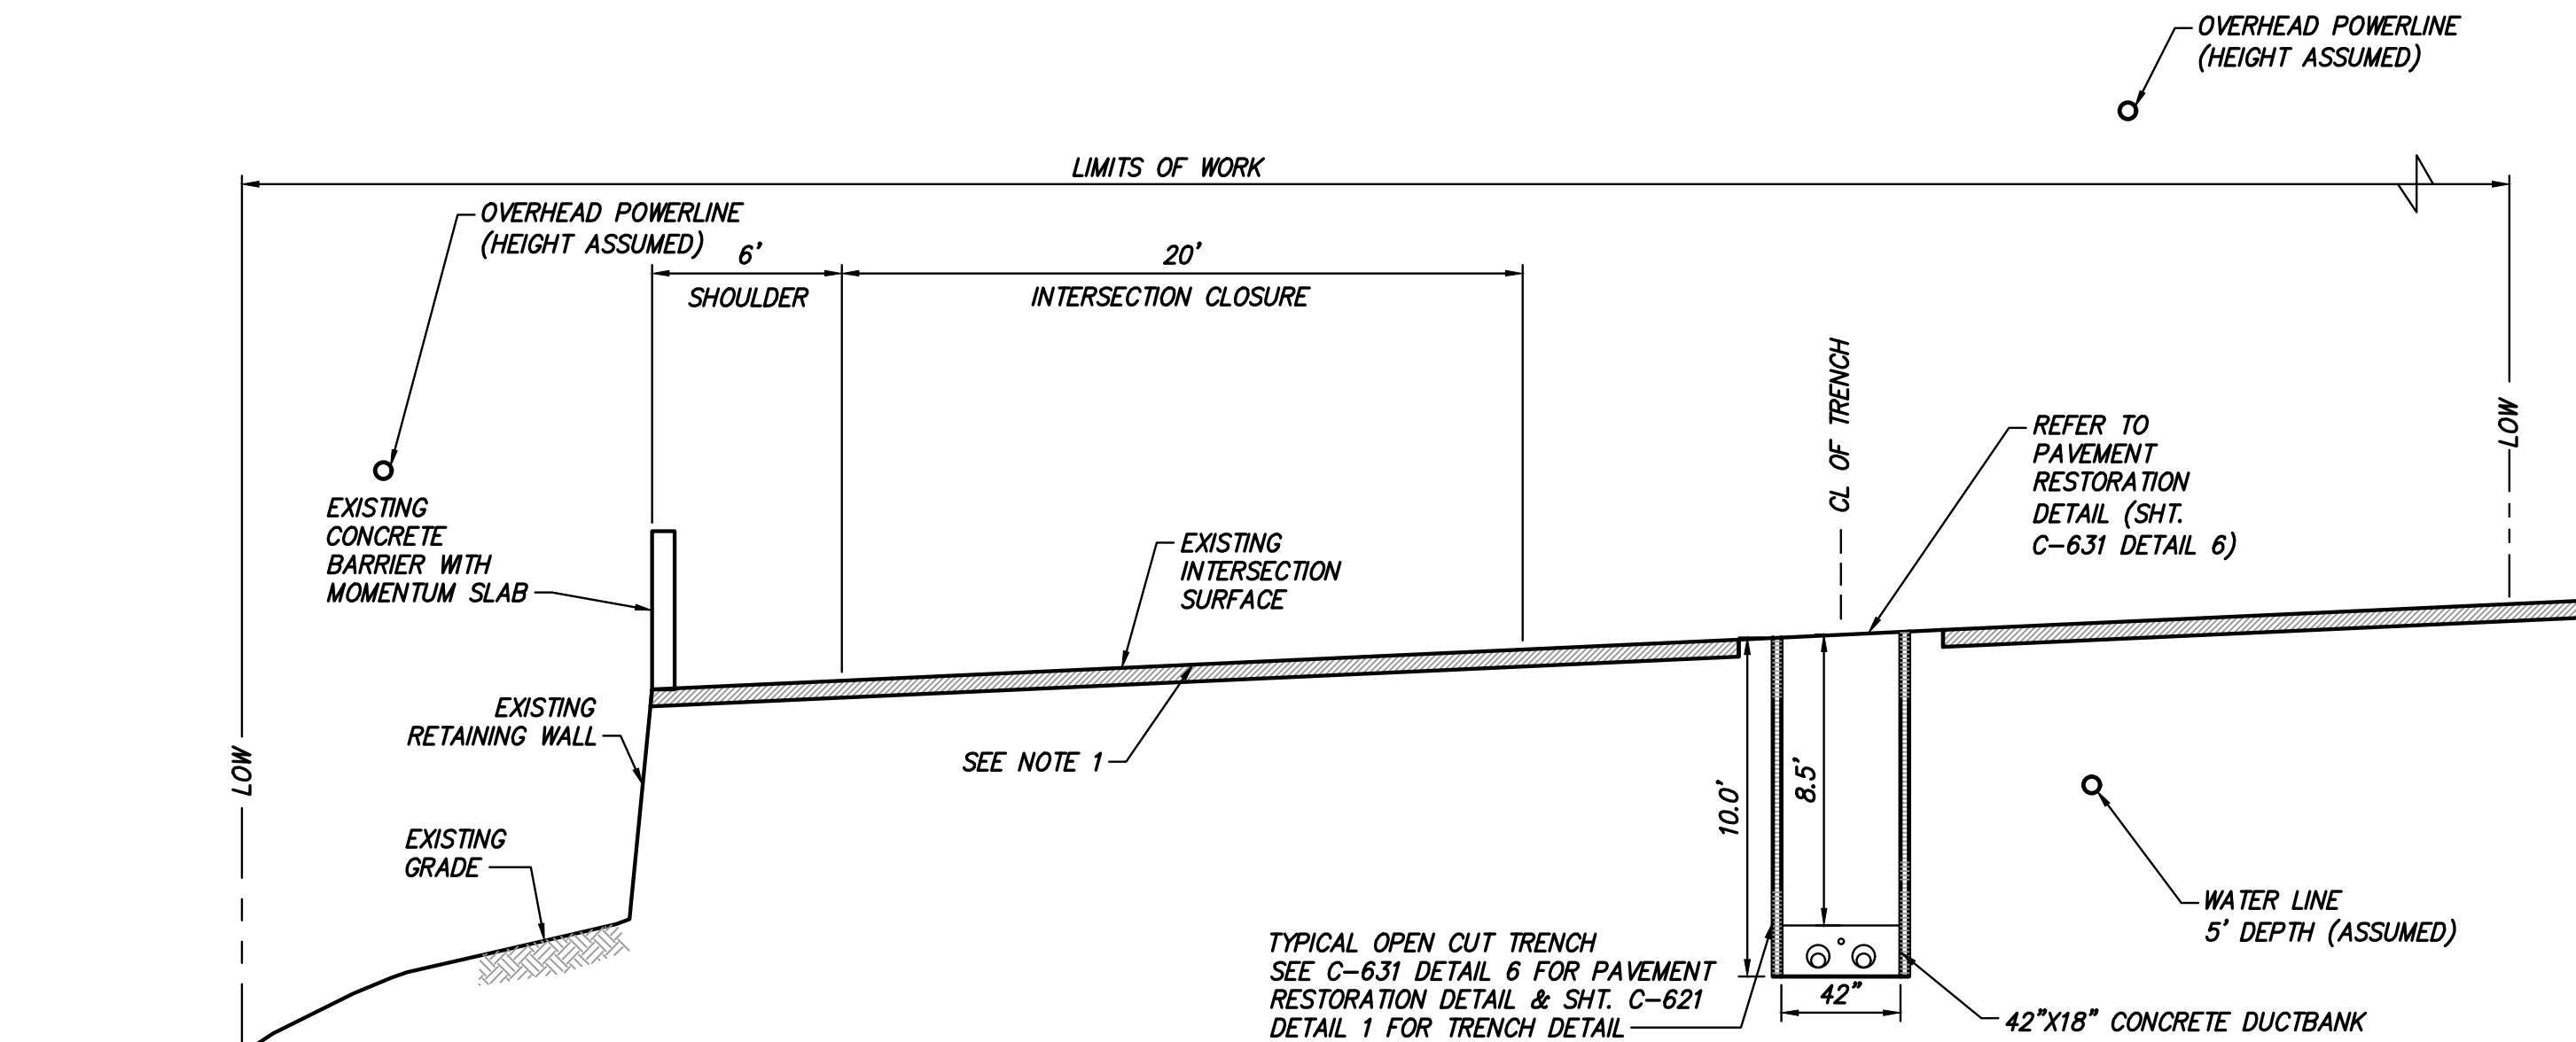 OVERHEAD POWERLINE
(HEIGHT ASSUMED)
LIMITS OF WORK
OVERHEAD POWERLINE
(HEIGHT ASSUMED)
6'
SHOULDER
20'
INTERSECTION CLOSURE
CL OF TRENCH
LOW
REFER TO
PAVEMENT
RESTORATION
DETAIL (SHT.
C-631 DETAIL 6)
EXISTING
CONCRETE
BARRIER WITH
MOMENTUM SLAB
EXISTING
INTERSECTION
SURFACE
EXISTING
RETAINING WALL
SEE NOTE 1
LOW
10.0'
8.5'
EXISTING
GRADE
WATER LINE
5' DEPTH (ASSUMED)
TYPICAL OPEN CUT TRENCH
SEE C-631 DETAIL 6 FOR PAVEMENT
RESTORATION DETAIL & SHT. C-621
DETAIL 1 FOR TRENCH DETAIL
42"
42"X18" CONCRETE DUCTBANK